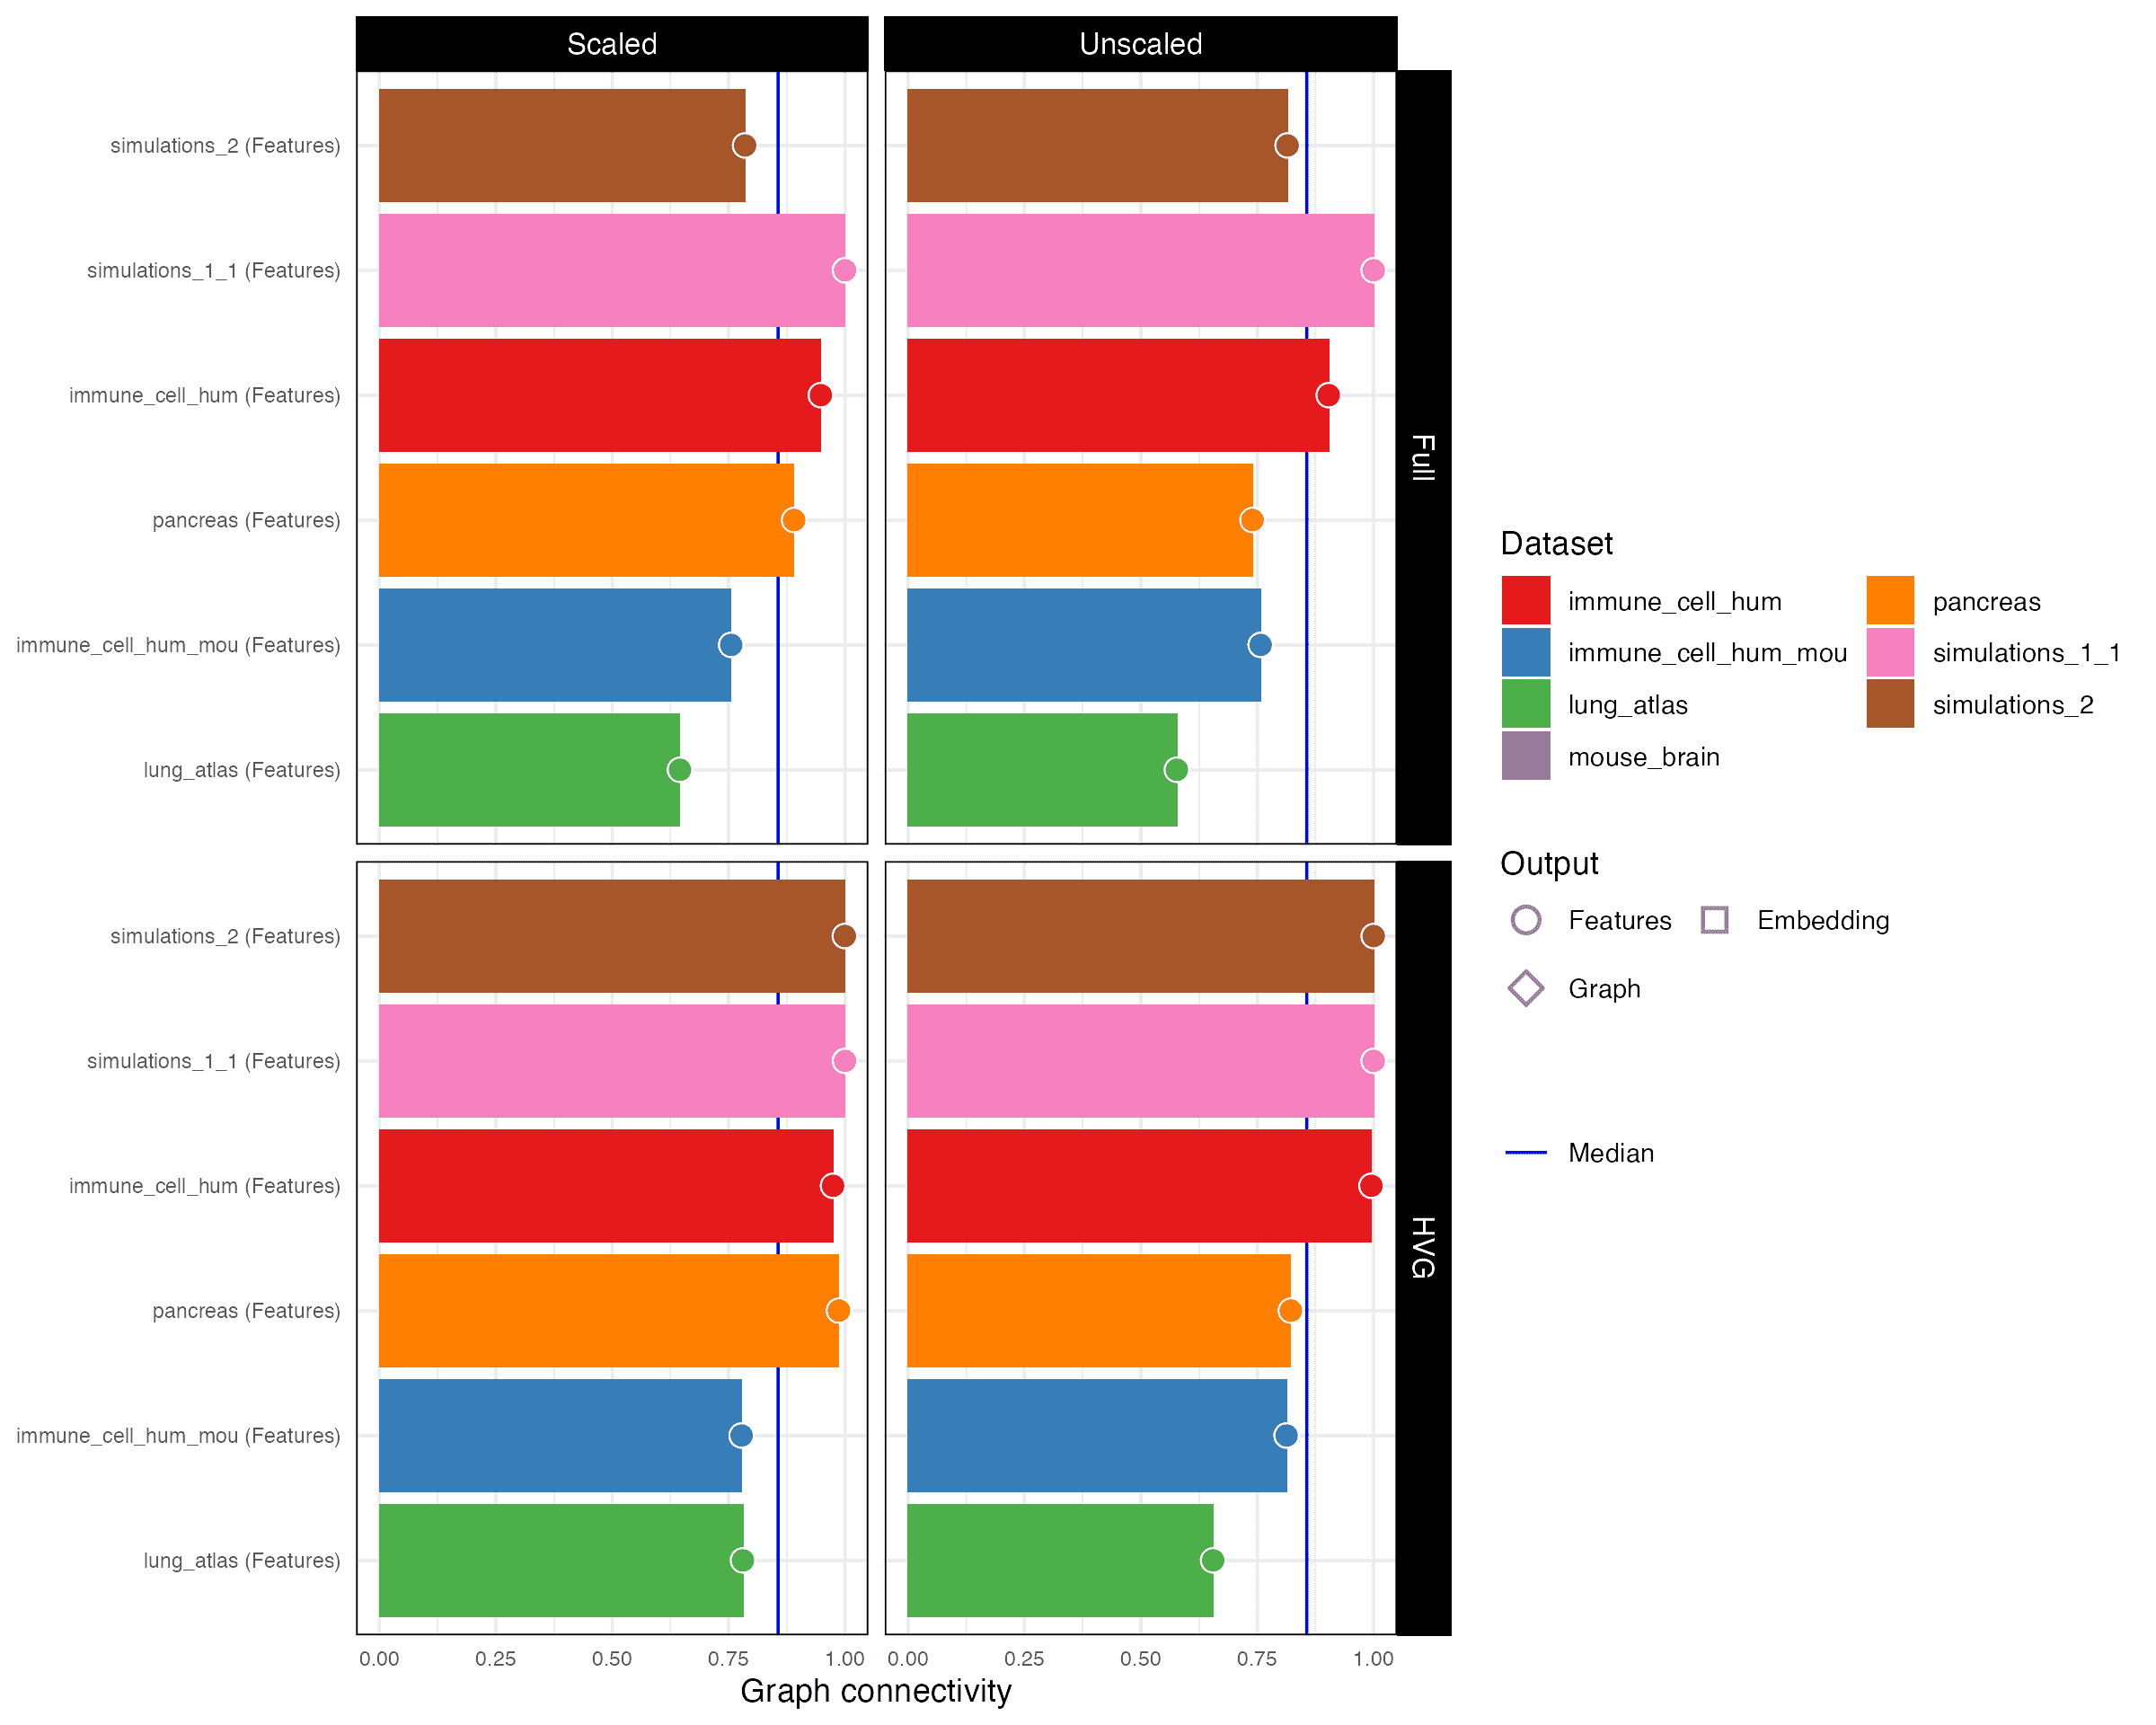 Scaled
Unscaled
simulations_2 (Features)
simulations_1_1 (Features)
immune_cell_hum (Features)
pancreas (Features)
immune_cell_hum_mou (Features)
lung_atlas (Features)
Full
simulations_2 (Features)
simulations_1_1 (Features)
immune_cell_hum (Features)
pancreas (Features)
immune_cell_hum_mou (Features)
lung_atlas (Features)
HVG
0.00 0.25 0.50 0.75 1.00
0.00 0.25 0.50 0.75 1.00
Graph connectivity
Dataset
immune_cell_hum
immune_cell_hum_mou
lung_atlas
mouse_brain
pancreas
simulations_1_1
simulations_2
Output
Features
Embedding
Graph
Median